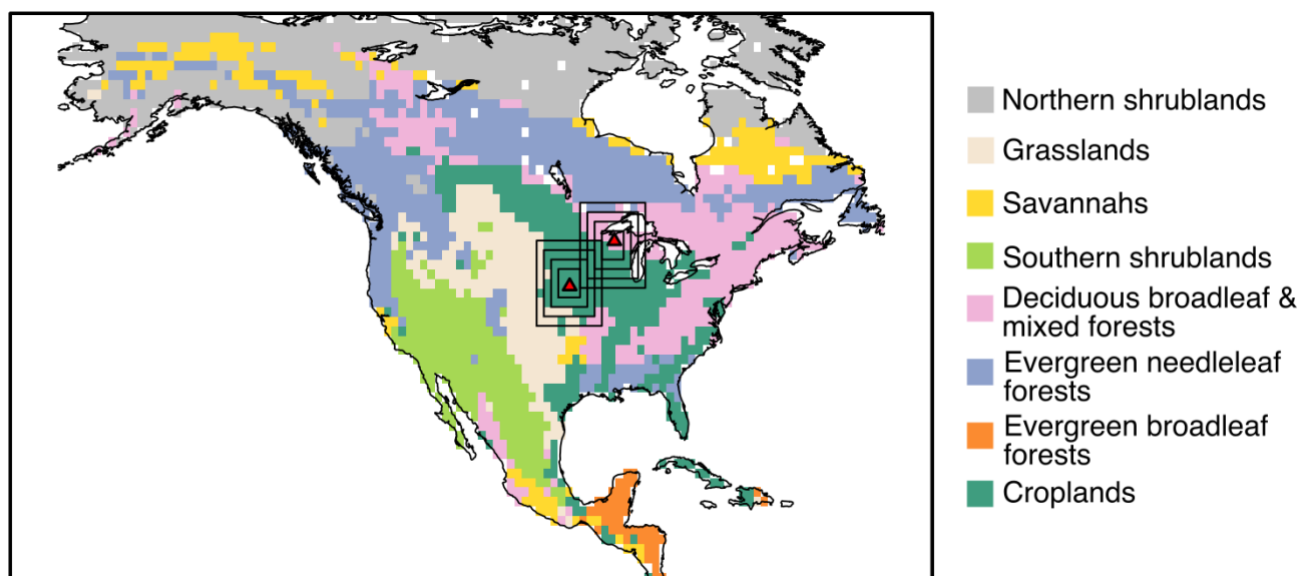 Northern shrublands
Grasslands
Savannahs
Southern shrublands
Deciduous broadleaf &
mixed forests
Evergreen needleleaf
forests
Evergreen broadleaf
forests
Croplands